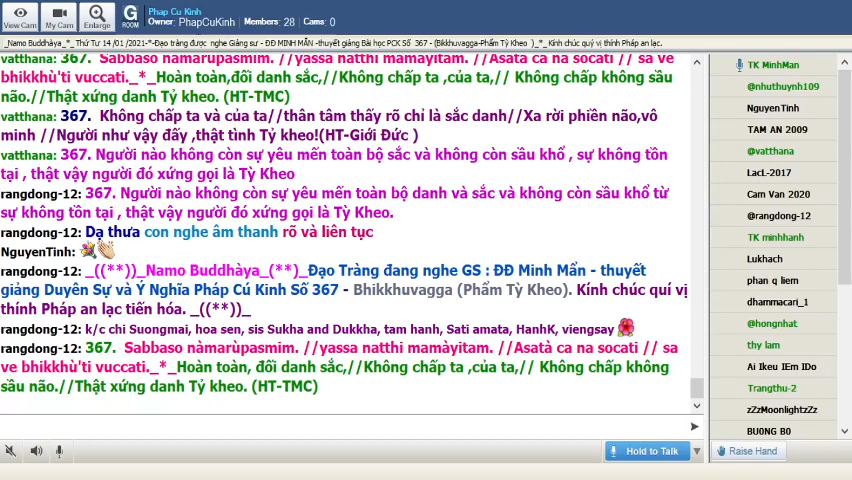 Phap Cu Kinh
Owner: PhapCuKinh Members: 28 Cams: 0
View Cam My Cam Enlarge G ROOM
_Namo Buddhàya_*_ Thứ Tư 14 /01 /2021-*-Đạo tràng được nghe Giảng sư - ĐĐ MINH MẪN -thuyết giảng Bài học PCK Số 367 - (Bikkhuvagga-Phẩm Tỳ Kheo )_*_ Kính chúc quý vị thính Pháp an lạc.
vatthana: 367. Sabbaso nàmarùpasmim. //yassa natthi mamàyitam. //Asatà ca na socati // sa ve
bhikkhù'ti vuccati._*_Hoàn toàn,đối danh sắc,//Không chấp ta ,của ta,// Không chấp không sầu
não.//Thật xứng danh Tỷ kheo. (HT-TMC)
vatthana: 367. Không chấp ta và của ta//thân tâm thấy rõ chỉ là sắc danh//Xa rời phiền não,vô
minh //Người như vậy đấy ,thật tình Tỷ kheo!(HT-Giới Đức )
vatthana: 367. Người nào không còn sự yêu mến toàn bộ sắc và không còn sầu khổ , sự không tồn
tại , thật vậy người đó xứng gọi là Tỳ Kheo
rangdong-12: 367. Người nào không còn sự yêu mến toàn bộ danh và sắc và không còn sầu khổ từ
sự không tồn tại , thật vậy người đó xứng gọi là Tỳ Kheo.
rangdong-12: Dạ thưa con nghe âm thanh rõ và liên tục
NguyenTinh:
rangdong-12: _((**))_Namo Buddhàya_(**)_Đạo Tràng đang nghe GS : ĐĐ Minh Mẩn - thuyết
giảng Duyên Sự và Ý Nghĩa Pháp Cú Kinh Số 367 - Bhikkhuvagga (Phẩm Tỳ Kheo). Kính chúc quí vị
thính Pháp an lạc tiến hóa. _((**))_
rangdong-12: k/c chi Suongmai, hoa sen, sis Sukha and Dukkha, tam hanh, Sati amata, HanhK, viengsay
rangdong-12: 367. Sabbaso nàmarùpasmim. //yassa natthi mamàyitam. //Asatà ca na socati // sa
ve bhikkhù'ti vuccati._*_Hoàn toàn, đối danh sắc,//Không chấp ta ,của ta,// Không chấp không
sầu não.//Thật xứng danh Tỷ kheo. (HT-TMC)
Hold to Talk
TK MinhMan
@nhuthuynh109
NguyenTinh
TAM AN 2009
@vatthana
LacL-2017
Cam Van 2020
@rangdong-12
TK minhhanh
Lukhach
phan q liem
dhammacari_1
@hongnhat
thy lam
Ai Ikeu IEm IDo
Trangthu-2
zZzMoonlightzZz
BU0NG B0
Raise Hand